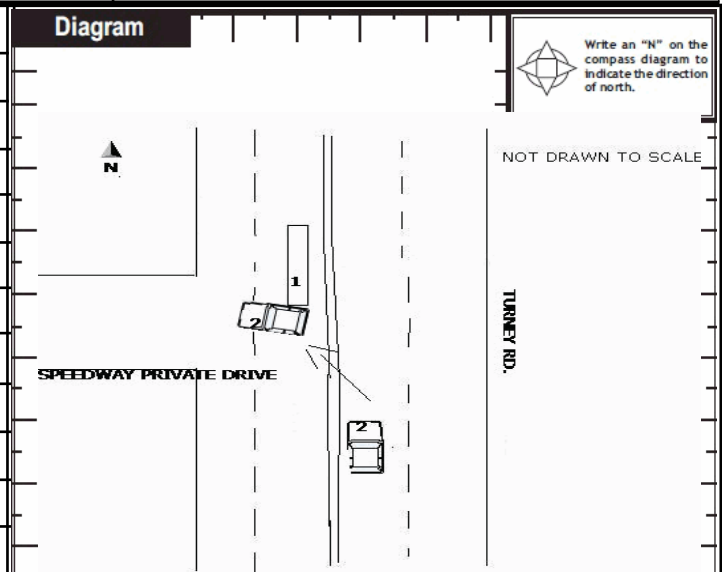 Diagram
Write an "N" on the
compass diagram to
indicate the direction
of north.
N
NOT DRAWN TO SCALE
1
2
TURNEY RD.
SPEEDWAY PRIVATE DRIVE
2